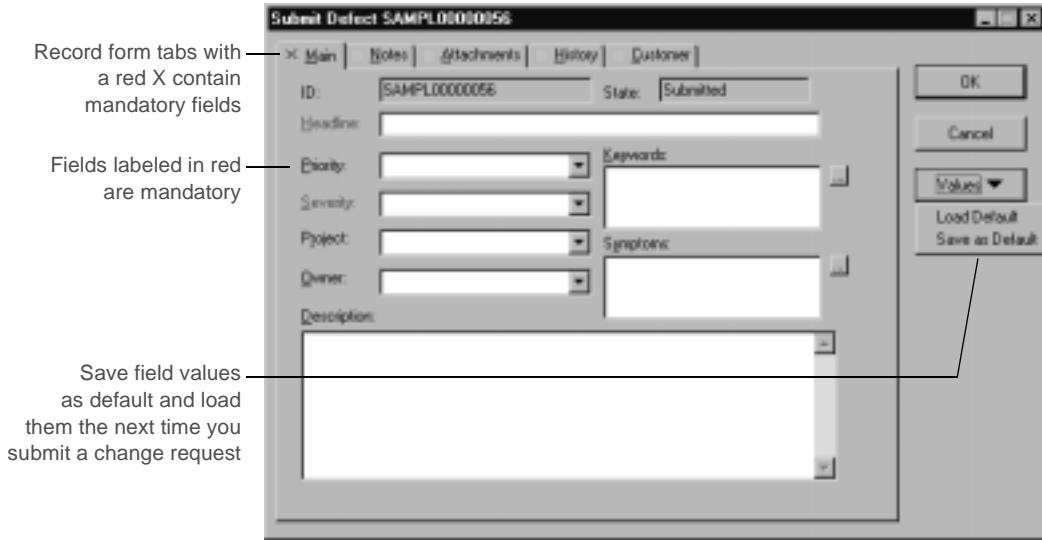 Submit Defect SAMPL00000056
Record form tabs with
a red X contain
mandatory fields
Main Notes Attachments History Customer
ID: SAMPL00000056 State: Submitted
OK
Headline:
Cancel
Fields labeled in red
are mandatory
Priority: Keywords:
...
Values
Severity:
Load Default
Save as Default
Project: Symptoms:
...
Owner:
Description:
Save field values
as default and load
them the next time you
submit a change request